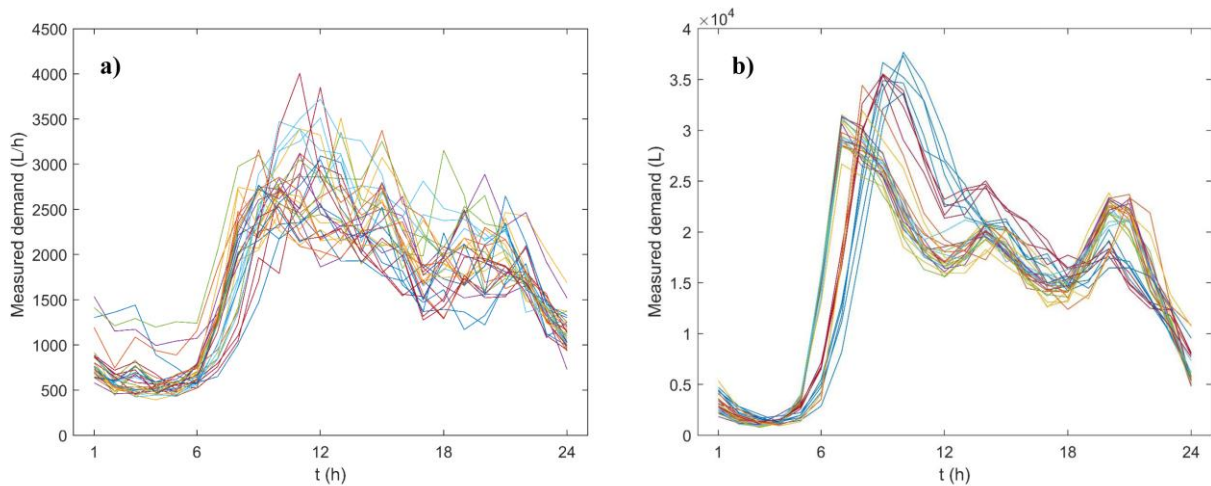 a)
4500
4000
3500
3000
2500
2000
1500
1000
500
0
Measured demand (L/h)
1 6 12 18 24
t (h)
b)
×10⁴
4
3.5
3
2.5
2
1.5
1
0.5
0
Measured demand (L)
1 6 12 18 24
t (h)